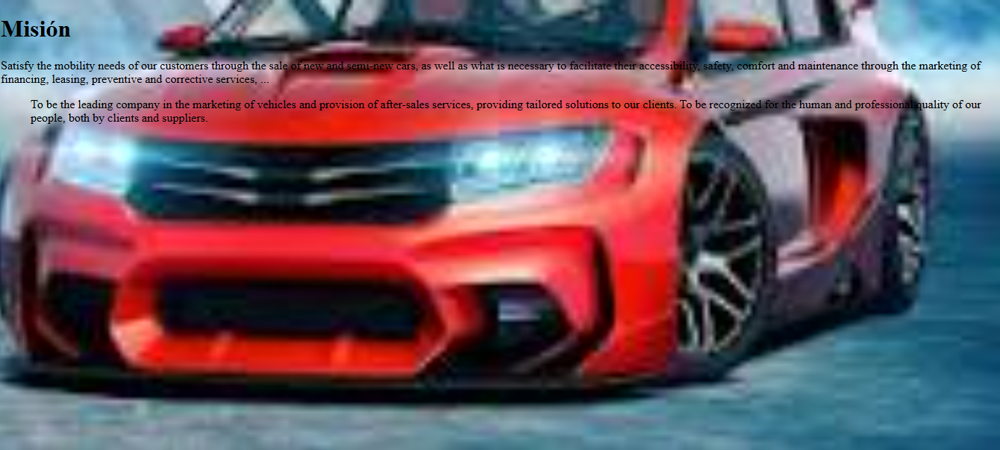 Misión
Satisfy the mobility needs of our customers through the sale of new and semi-new cars, as well as what is necessary to facilitate their accessibility, safety, comfort and maintenance through the marketing of
financing, leasing, preventive and corrective services, ...
To be the leading company in the marketing of vehicles and provision of after-sales services, providing tailored solutions to our clients. To be recognized for the human and professional quality of our
people, both by clients and suppliers.